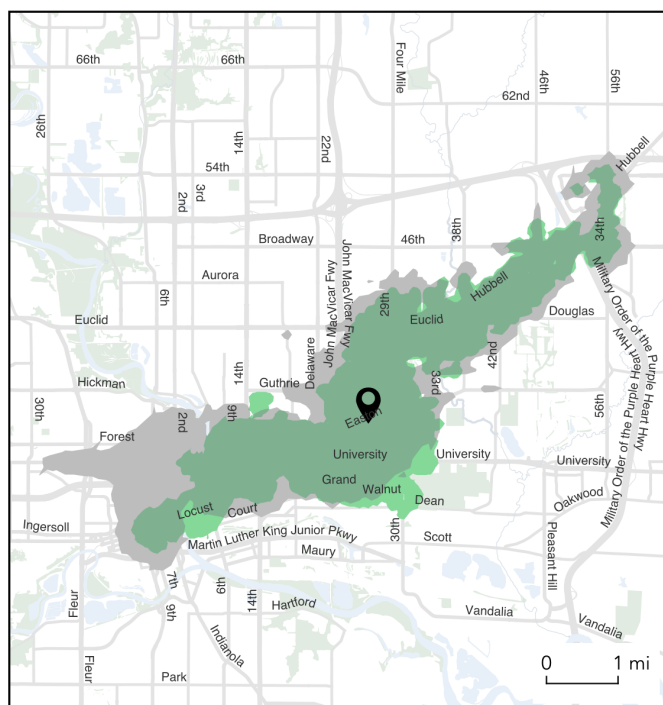 66th
66th
Four Mile
46th
56th
62nd
26th
14th
22nd
54th
2nd
3rd
Hubbell
34th
Broadway
46th
38th
John MacVicar Fwy
John MacVicar Fwy
Aurora
6th
29th
Hubbell
Military Order of the Purple Heart Hwy
Military Order of the Purple Heart Hwy
Euclid
Euclid
Douglas
Delaware
42nd
14th
Guthrie
Hickman
33rd
30th
2nd
9th
56th
Easton
Forest
University
University
University
Grand
Walnut
Dean
Oakwood
Locust
Court
Ingersoll
Martin Luther King Junior Pkwy
30th
Scott
Maury
Pleasant Hill
7th
6th
14th
Fleur
9th
Hartford
Vandalia
Vandalia
Indianola
Fleur
Park
0
1 mi